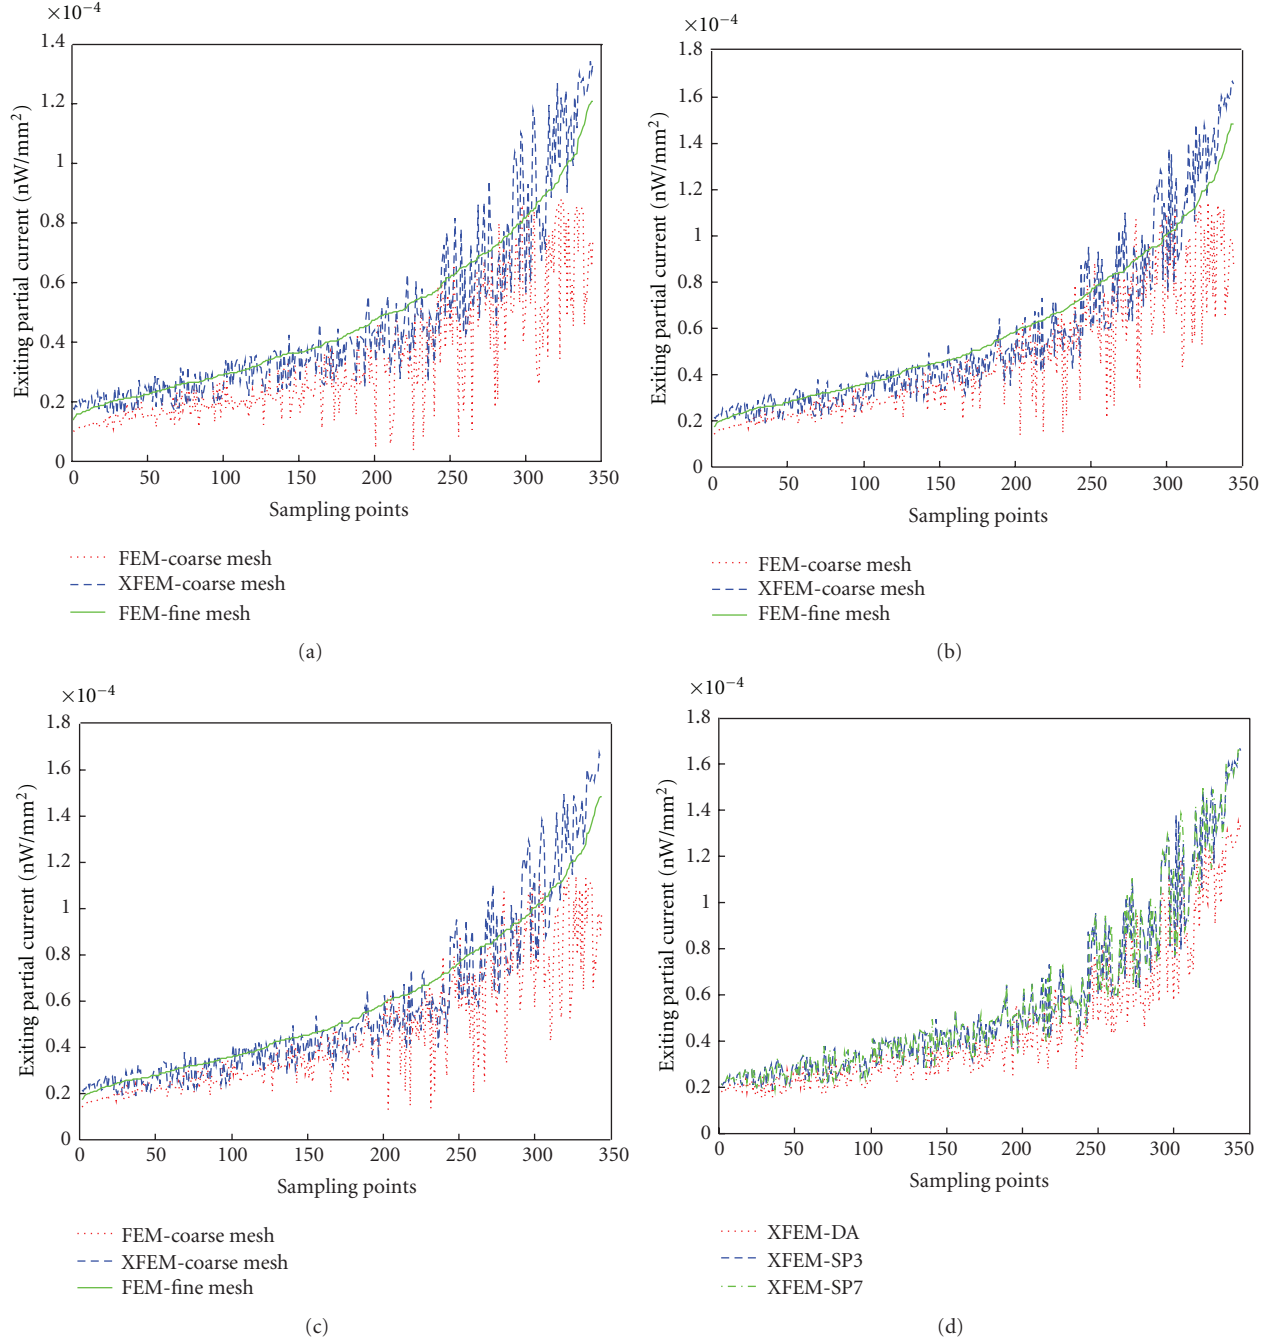 ×10−4
1.4
1.2
1
0.8
0.6
0.4
0.2
0
0 50 100 150 200 250 300 350
Exiting partial current (nW/mm2)
Sampling points
FEM-coarse mesh
XFEM-coarse mesh
FEM-fine mesh
(a)
×10−4
1.8
1.6
1.4
1.2
1
0.8
0.6
0.4
0.2
0
0 50 100 150 200 250 300 350
Exiting partial current (nW/mm2)
Sampling points
FEM-coarse mesh
XFEM-coarse mesh
FEM-fine mesh
(b)
×10−4
1.8
1.6
1.4
1.2
1
0.8
0.6
0.4
0.2
0
0 50 100 150 200 250 300 350
Exiting partial current (nW/mm2)
Sampling points
FEM-coarse mesh
XFEM-coarse mesh
FEM-fine mesh
(c)
×10−4
1.8
1.6
1.4
1.2
1
0.8
0.6
0.4
0.2
0
0 50 100 150 200 250 300 350
Exiting partial current (nW/mm2)
Sampling points
XFEM-DA
XFEM-SP3
XFEM-SP7
(d)